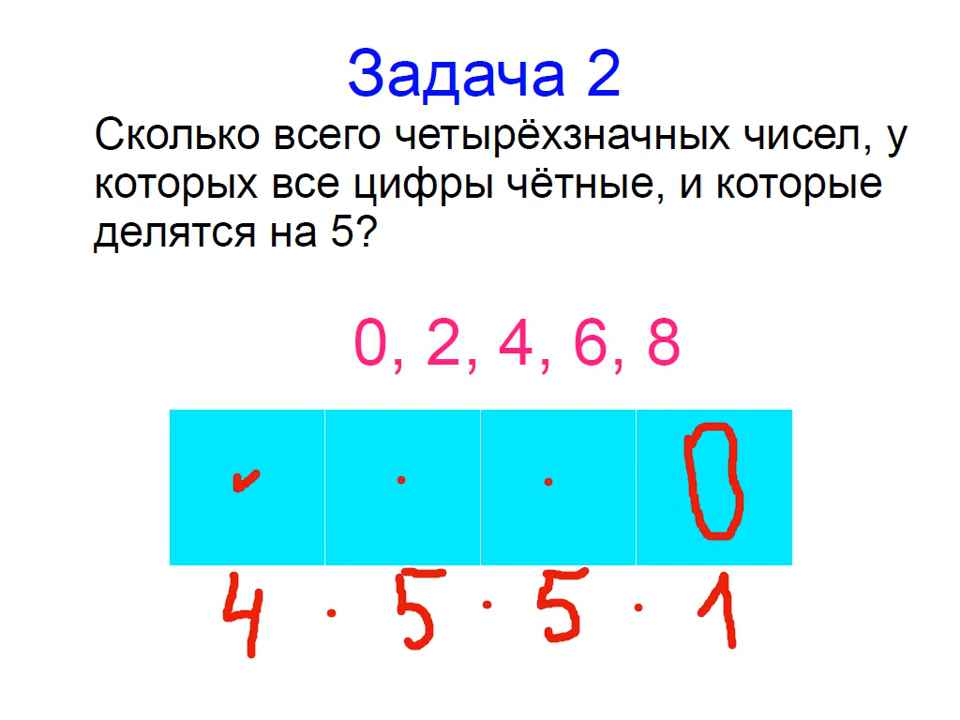 Задача 2
Сколько всего четырёхзначных чисел, у
которых все цифры чётные, и которые
делятся на 5?
0, 2, 4, 6, 8
0
4 · 5 · 5 · 1